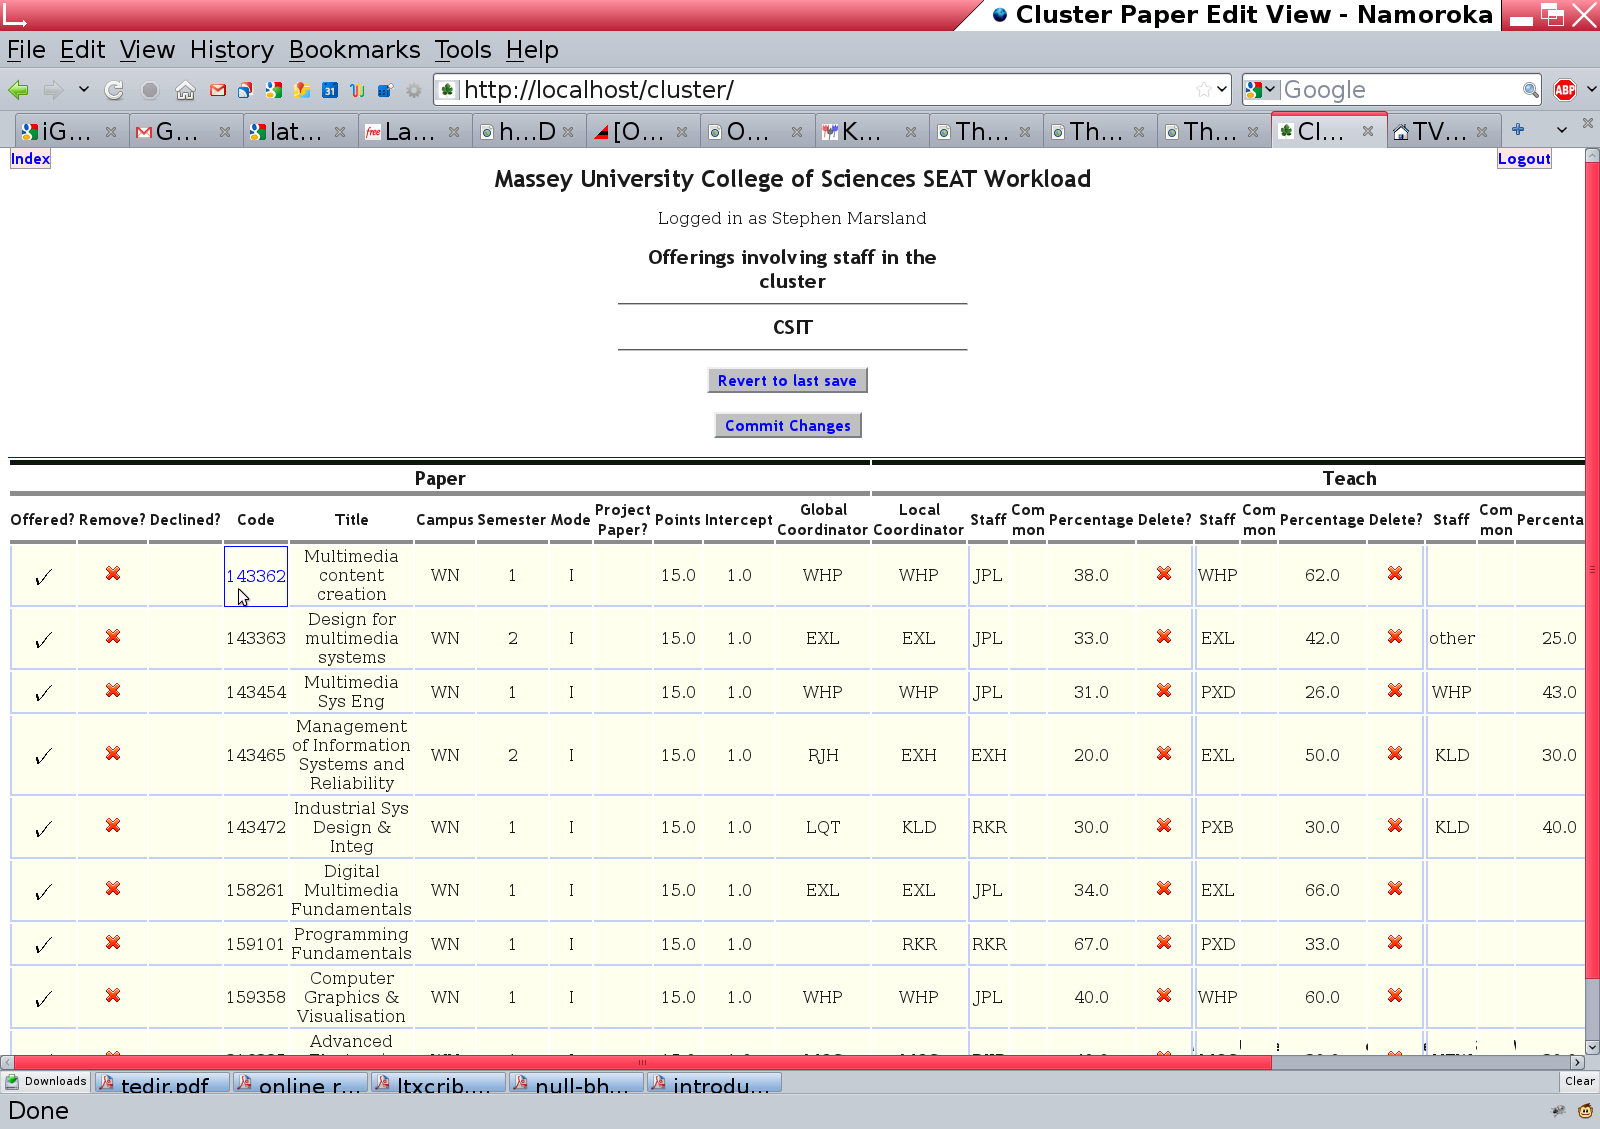 Cluster Paper Edit View - Namoroka
File Edit View History Bookmarks Tools Help
http://localhost/cluster/ Google ABP
31
iG... G... lat... free La... h...D [O... O... K... Th... Th... Th... Cl... TV...
Index Logout
Massey University College of Sciences SEAT Workload
Logged in as Stephen Marsland
Offerings involving staff in the
cluster
CSIT
Revert to last save
Commit Changes
Paper Teach
Offered? Remove? Declined? Code Title Campus Semester Mode Project Paper? Points Intercept Global Coordinator Local Coordinator Staff Com mon Percentage Delete? Staff Com mon Percentage Delete? Staff Com mon Percenta
143362 Multimedia content creation WN 1 I 15.0 1.0 WHP WHP JPL 38.0 WHP 62.0
143363 Design for multimedia systems WN 2 I 15.0 1.0 EXL EXL JPL 33.0 EXL 42.0 other 25.0
143454 Multimedia Sys Eng WN 1 I 15.0 1.0 WHP WHP JPL 31.0 PXD 26.0 WHP 43.0
143465 Management of Information Systems and Reliability WN 2 I 15.0 1.0 RJH EXH EXH 20.0 EXL 50.0 KLD 30.0
143472 Industrial Sys Design & Integ WN 1 I 15.0 1.0 LQT KLD RKR 30.0 PXB 30.0 KLD 40.0
158261 Digital Multimedia Fundamentals WN 1 I 15.0 1.0 EXL EXL JPL 34.0 EXL 66.0
159101 Programming Fundamentals WN 1 I 15.0 1.0 RKR RKR 67.0 PXD 33.0
159358 Computer Graphics & Visualisation WN 1 I 15.0 1.0 WHP WHP JPL 40.0 WHP 60.0
Advanced
Downloads tedir.pdf online r... ltxcrib.... null-bh... introdu... Clear
Done